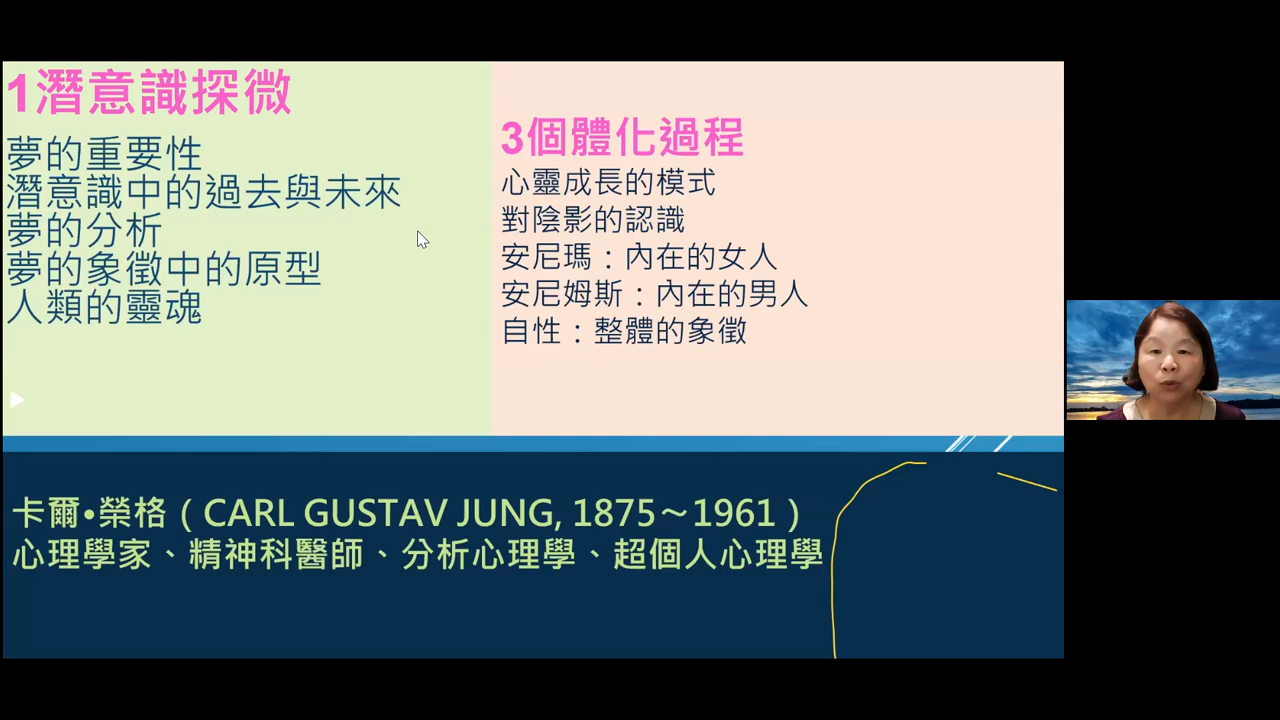 1潛意識探微
夢的重要性
潛意識中的過去與未來
夢的分析
夢的象徵中的原型
人類的靈魂
3個體化過程
心靈成長的模式
對陰影的認識
安尼瑪：內在的女人
安尼姆斯：內在的男人
自性：整體的象徵
卡爾•榮格（CARL GUSTAV JUNG, 1875～1961）
心理學家、精神科醫師、分析心理學、超個人心理學